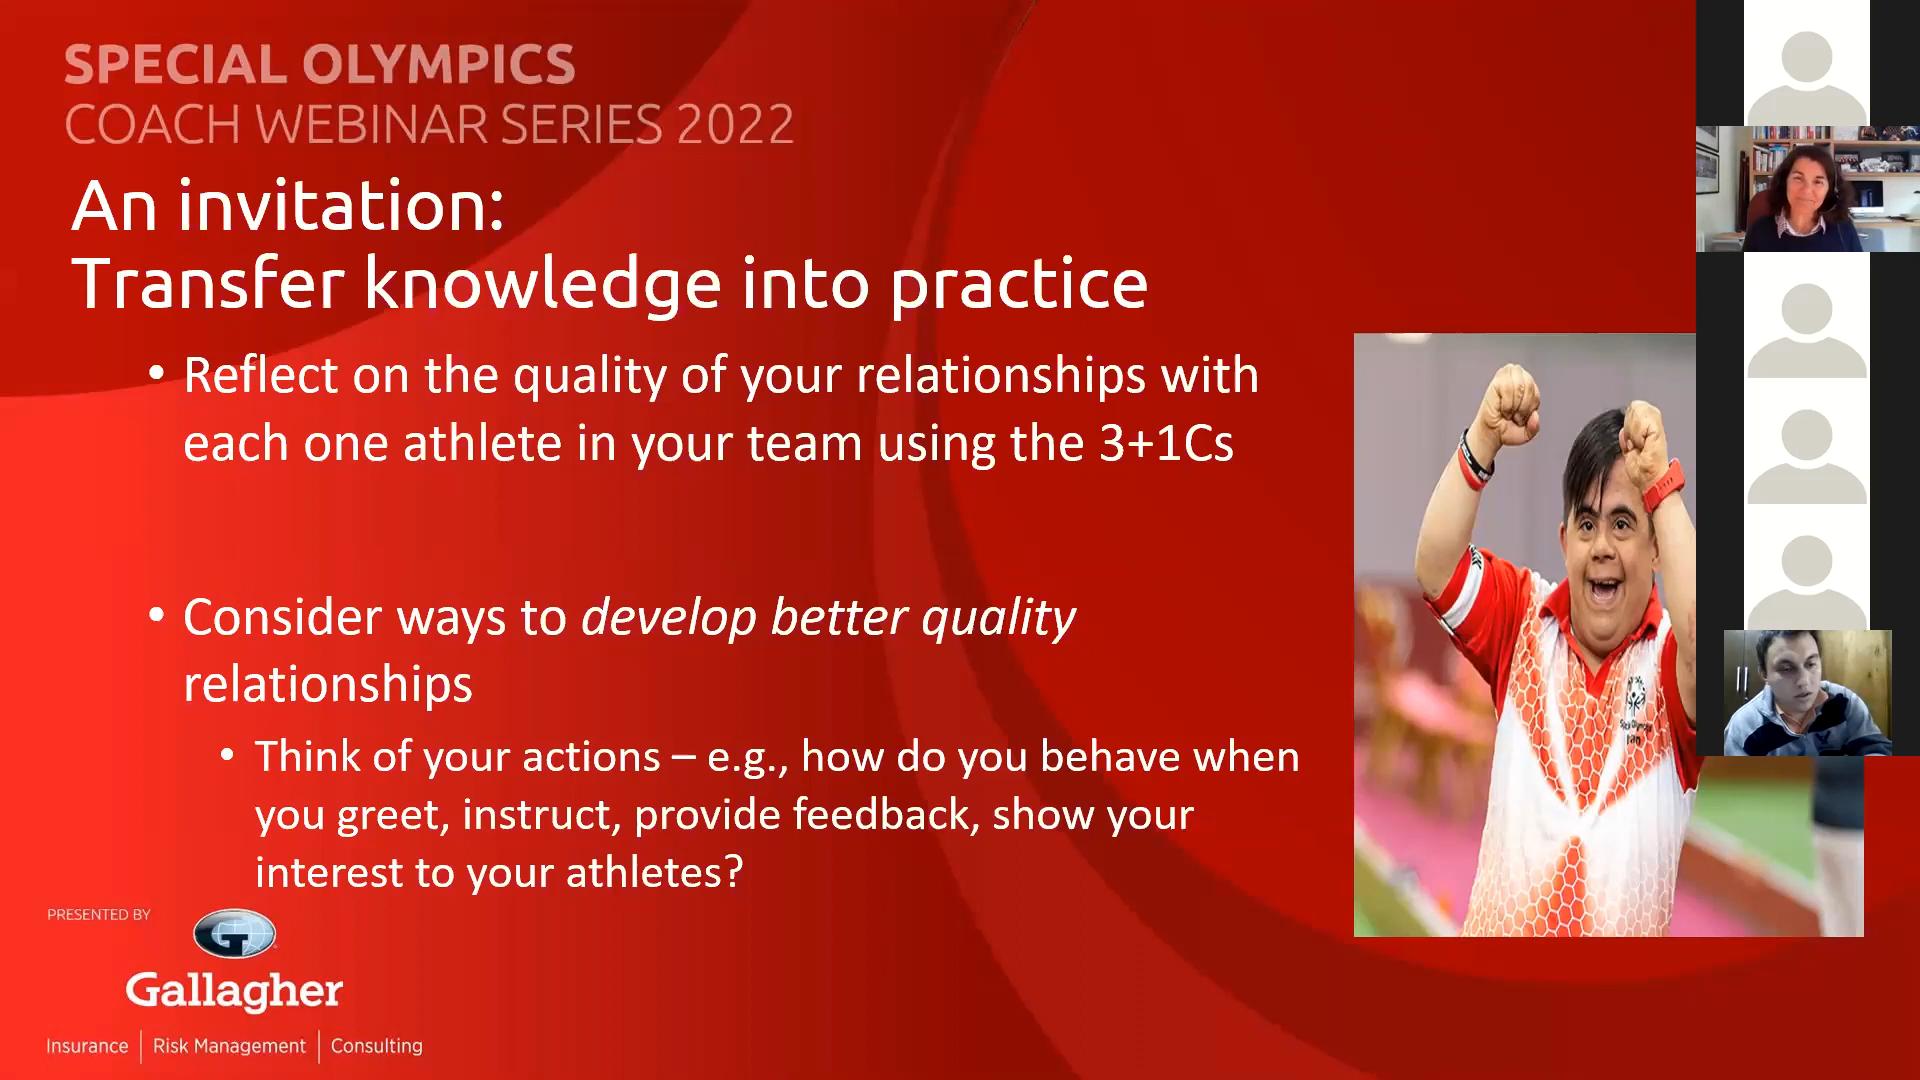 SPECIAL OLYMPICS
COACH WEBINAR SERIES 2022
An invitation:
Transfer knowledge into practice
• Reflect on the quality of your relationships with
each one athlete in your team using the 3+1Cs
• Consider ways to develop better quality
relationships
• Think of your actions – e.g., how do you behave when
you greet, instruct, provide feedback, show your
interest to your athletes?
PRESENTED BY
G
Gallagher
Insurance | Risk Management | Consulting